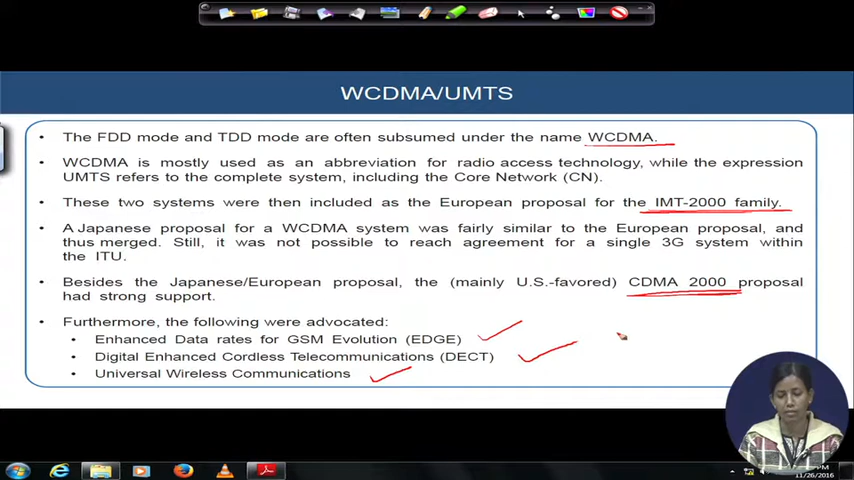 WCDMA/UMTS
• The FDD mode and TDD mode are often subsumed under the name WCDMA.
• WCDMA is mostly used as an abbreviation for radio access technology, while the expression
UMTS refers to the complete system, including the Core Network (CN).
• These two systems were then included as the European proposal for the IMT-2000 family.
• A Japanese proposal for a WCDMA system was fairly similar to the European proposal, and
thus merged. Still, it was not possible to reach agreement for a single 3G system within
the ITU.
• Besides the Japanese/European proposal, the (mainly U.S.-favored) CDMA 2000 proposal
had strong support.
• Furthermore, the following were advocated:
• Enhanced Data rates for GSM Evolution (EDGE)
• Digital Enhanced Cordless Telecommunications (DECT)
• Universal Wireless Communications
PM
11/26/2016